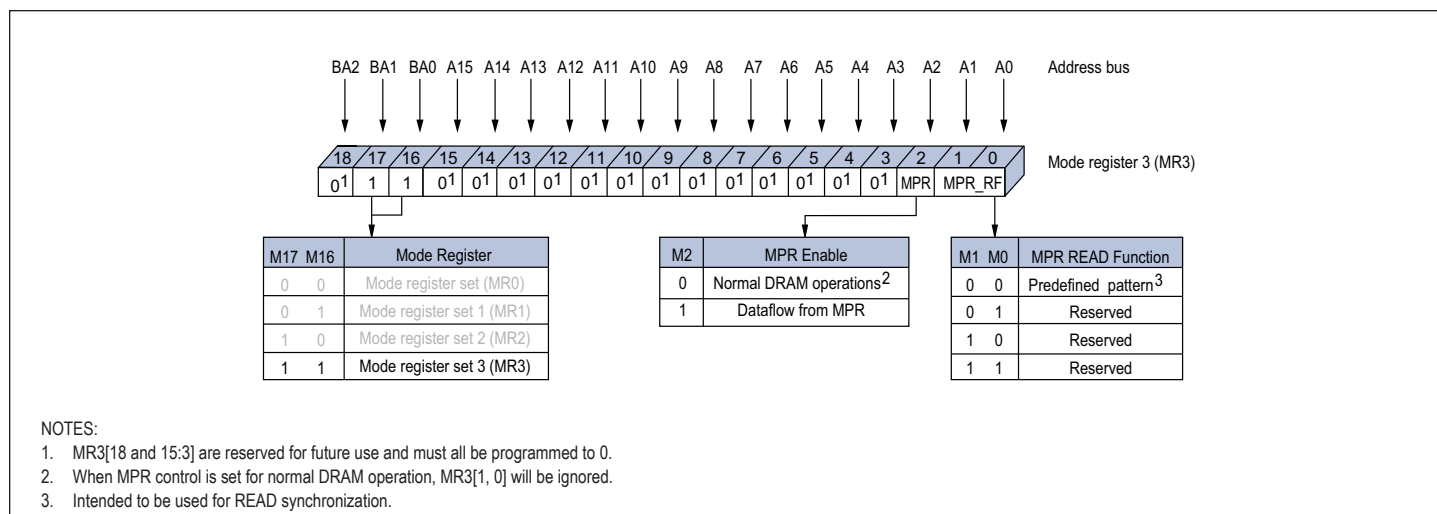 BA2 BA1 BA0 A15 A14 A13 A12 A11 A10 A9 A8 A7 A6 A5 A4 A3 A2 A1 A0 Address bus
18 17 16 15 14 13 12 11 10 9 8 7 6 5 4 3 2 1 0 Mode register 3 (MR3)
0¹ 1 1 0¹ 0¹ 0¹ 0¹ 0¹ 0¹ 0¹ 0¹ 0¹ 0¹ 0¹ 0¹ 0¹ MPR MPR_RF
M17 M16 Mode Register
0 0 Mode register set (MR0)
0 1 Mode register set 1 (MR1)
1 0 Mode register set 2 (MR2)
1 1 Mode register set 3 (MR3)
M2 MPR Enable
0 Normal DRAM operations²
1 Dataflow from MPR
M1 M0 MPR READ Function
0 0 Predefined pattern³
0 1 Reserved
1 0 Reserved
1 1 Reserved
NOTES:
1. MR3[18 and 15:3] are reserved for future use and must all be programmed to 0.
2. When MPR control is set for normal DRAM operation, MR3[1, 0] will be ignored.
3. Intended to be used for READ synchronization.